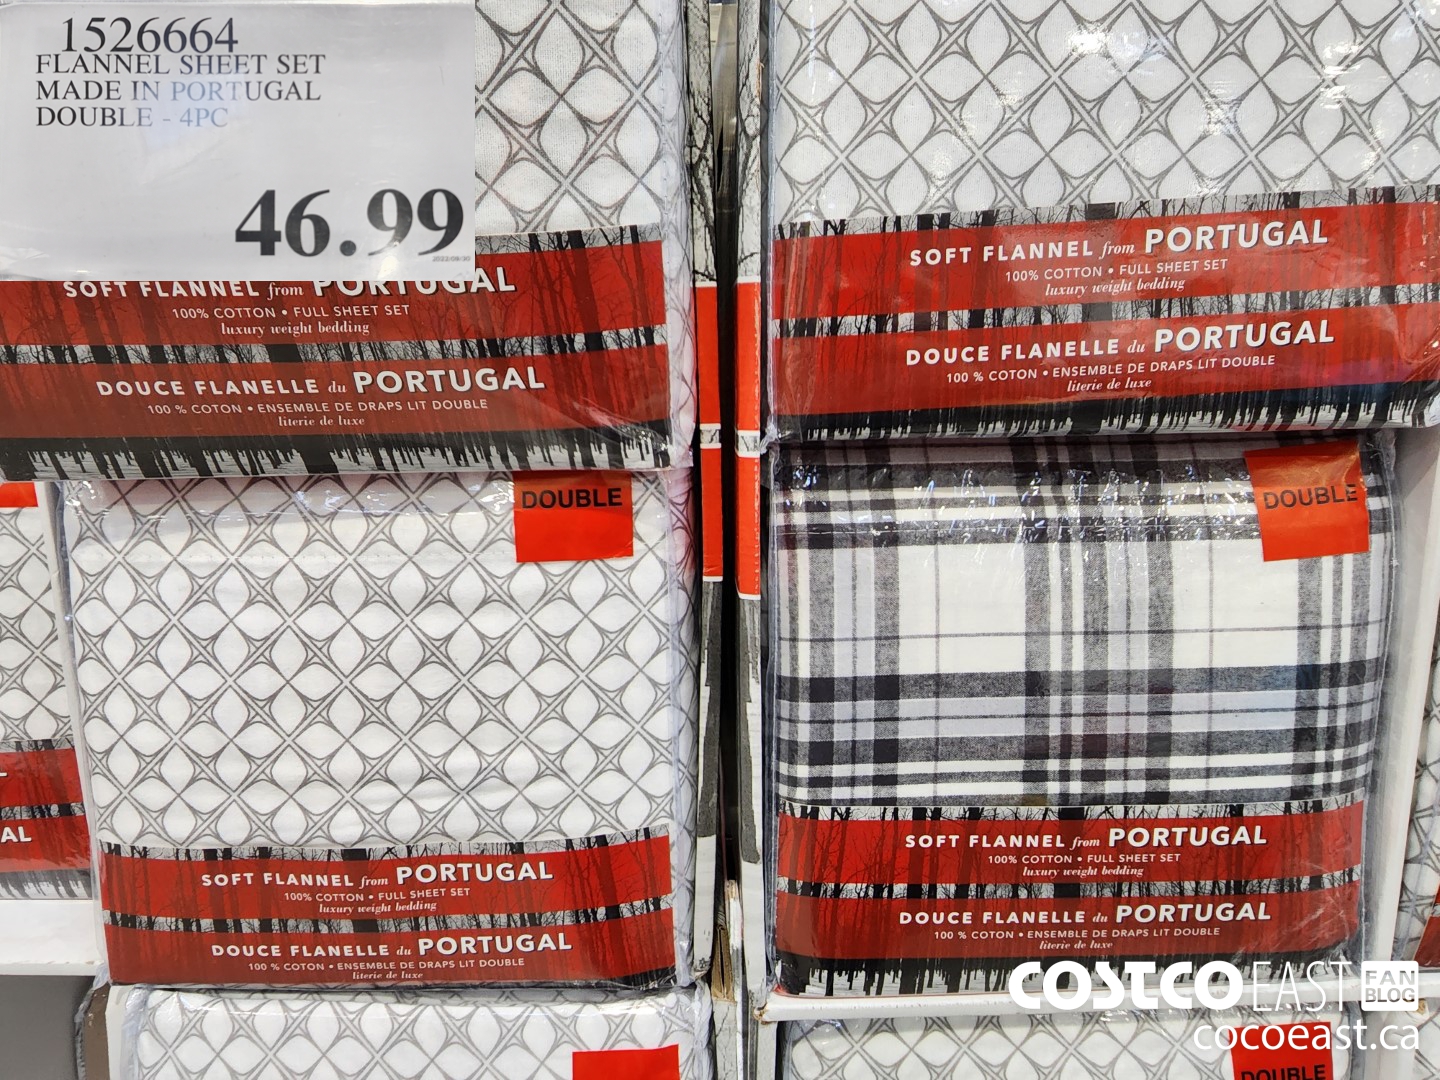 1526664
FLANNEL SHEET SET
MADE IN PORTUGAL
DOUBLE - 4PC
46.99
2022/08/30
SOFT FLANNEL from PORTUGAL
100% COTTON • FULL SHEET SET
luxury weight bedding
DOUCE FLANELLE du PORTUGAL
100 % COTON • ENSEMBLE DE DRAPS LIT DOUBLE
literie de luxe
SOFT FLANNEL from PORTUGAL
100% COTTON • FULL SHEET SET
luxury weight bedding
DOUCE FLANELLE du PORTUGAL
100 % COTON • ENSEMBLE DE DRAPS LIT DOUBLE
literie de luxe
DOUBLE
SOFT FLANNEL from PORTUGAL
100% COTTON • FULL SHEET SET
luxury weight bedding
DOUCE FLANELLE du PORTUGAL
100 % COTON • ENSEMBLE DE DRAPS LIT DOUBLE
literie de luxe
DOUBLE
SOFT FLANNEL from PORTUGAL
100% COTTON • FULL SHEET SET
luxury weight bedding
DOUCE FLANELLE du PORTUGAL
100 % COTON • ENSEMBLE DE DRAPS LIT DOUBLE
literie de luxe
AL
COSTCO EAST FAN BLOG
cocoeast.ca
DOUBLE